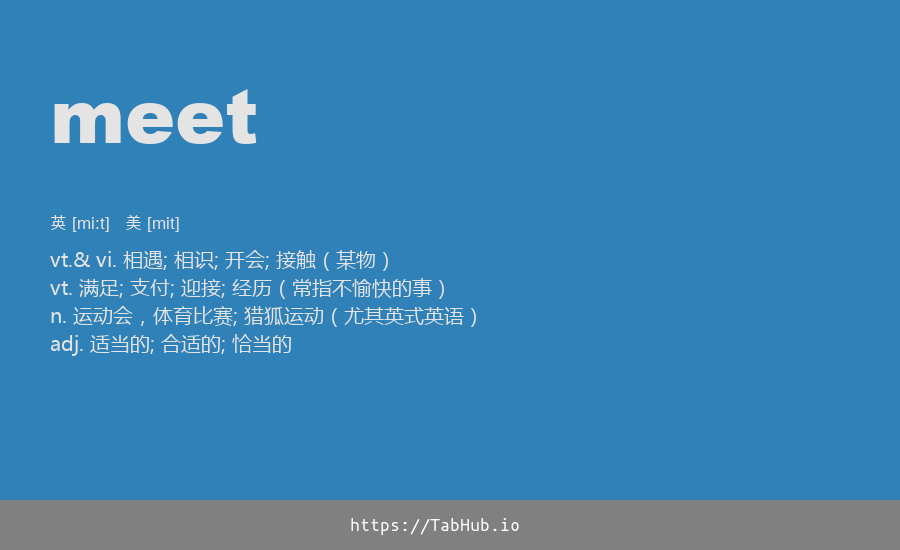 meet
英 [mi:t] 美 [mit]
vt.& vi. 相遇; 相识; 开会; 接触（某物）
vt. 满足; 支付; 迎接; 经历（常指不愉快的事）
n. 运动会，体育比赛; 猎狐运动（尤其英式英语）
adj. 适当的; 合适的; 恰当的
https://TabHub.io